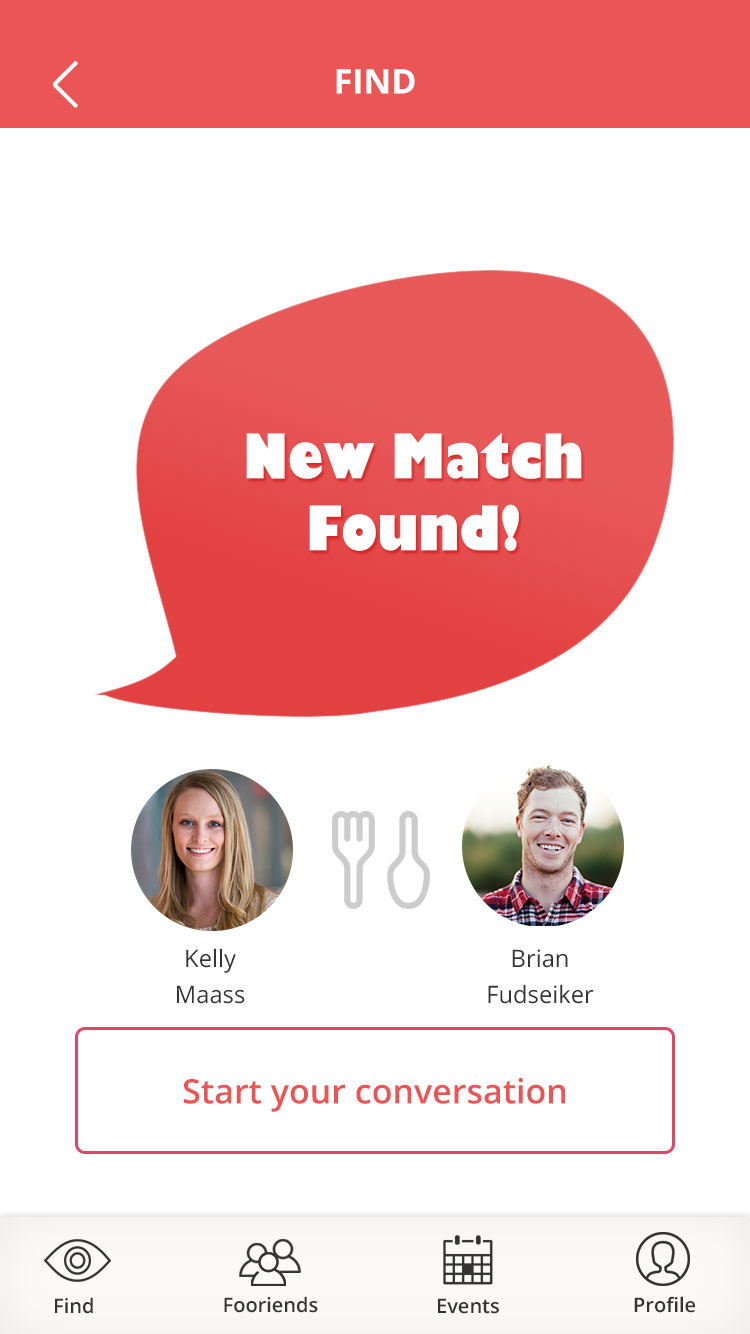 FIND
New Match
Found!
Kelly
Maass
Brian
Fudseiker
Start your conversation
Find
Fooriends
Events
Profile